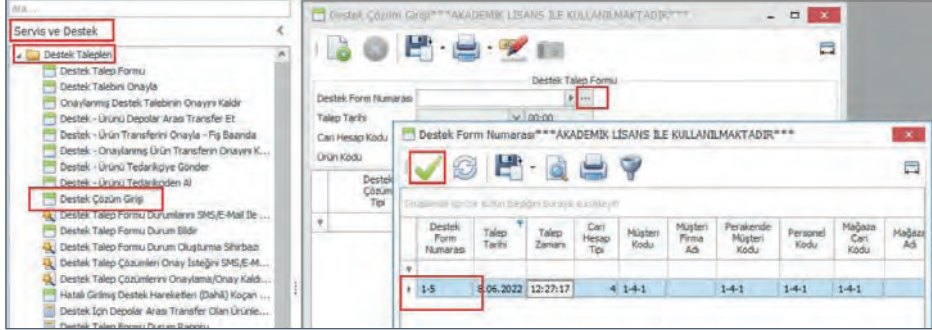 Ara...
Servis ve Destek
Destek Talepleri
Destek Talep Formu
Destek Talebini Onayla
Onaylanmış Destek Talebinin Onayını Kaldır
Destek - Ürünü Depolar Arası Transfer Et
Destek - Ürün Transferini Onayla - Fiş Bazında
Destek - Onaylanmış Ürün Transferin Onayını K...
Destek - Ürünü Tedarikçiye Gönder
Destek - Ürünü Tedarikçiden Al
Destek Çözüm Girişi
Destek Talep Formu Durumlarını SMS/E-Mail İle ...
Destek Talep Formu Durum Bildir
Destek Talep Formu Durum Oluşturma Sihirbazı
Destek Talep Çözümleri Onay İsteğini SMS/E-M...
Destek Talep Çözümlerini Onaylama/Onay Kaldı...
Hatalı Girilmiş Destek Hareketleri (Dahili) Koçan ...
Destek İçin Depolar Arası Transfer Olan Ürünle...
Destek Talep Formu Durum Raporu
Destek Çözüm Girişi***AKADEMİK LİSANS İLE KULLANILMAKTADIR***
Destek Talep Formu
Destek Form Numarası
Talep Tarihi 00:00
Cari Hesap Kodu
Ürün Kodu
Destek Çözüm Tipi
Destek Form Numarası***AKADEMİK LİSANS İLE KULLANILMAKTADIR***
Gruplamak için bir sütun başlığını buraya sürükleyin
Destek Form Numarası Talep Tarihi Talep Zamanı Cari Hesap Tipi Müşteri Kodu Müşteri Firma Adı Perakende Müşteri Kodu Personel Kodu Mağaza Cari Kodu Mağaza Adı
1-5 8.06.2022 12:27:17 4 1-4-1 1-4-1 1-4-1 1-4-1